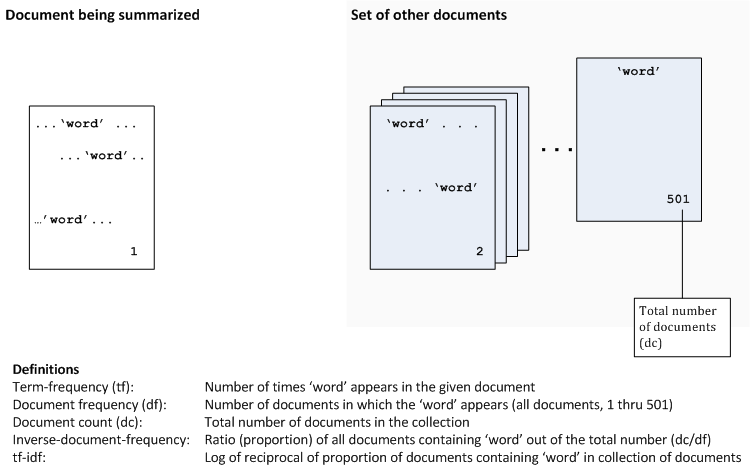 Document being summarized
Set of other documents
...‘word’ ...
...‘word’..
…’word’...
1
‘word’ . . .
. . . ‘word’
2
...
‘word’
501
Total number
of documents
(dc)
Definitions
Term-frequency (tf): Number of times ‘word’ appears in the given document
Document frequency (df): Number of documents in which the ‘word’ appears (all documents, 1 thru 501)
Document count (dc): Total number of documents in the collection
Inverse-document-frequency: Ratio (proportion) of all documents containing ‘word’ out of the total number (dc/df)
tf-idf: Log of reciprocal of proportion of documents containing ‘word’ in collection of documents